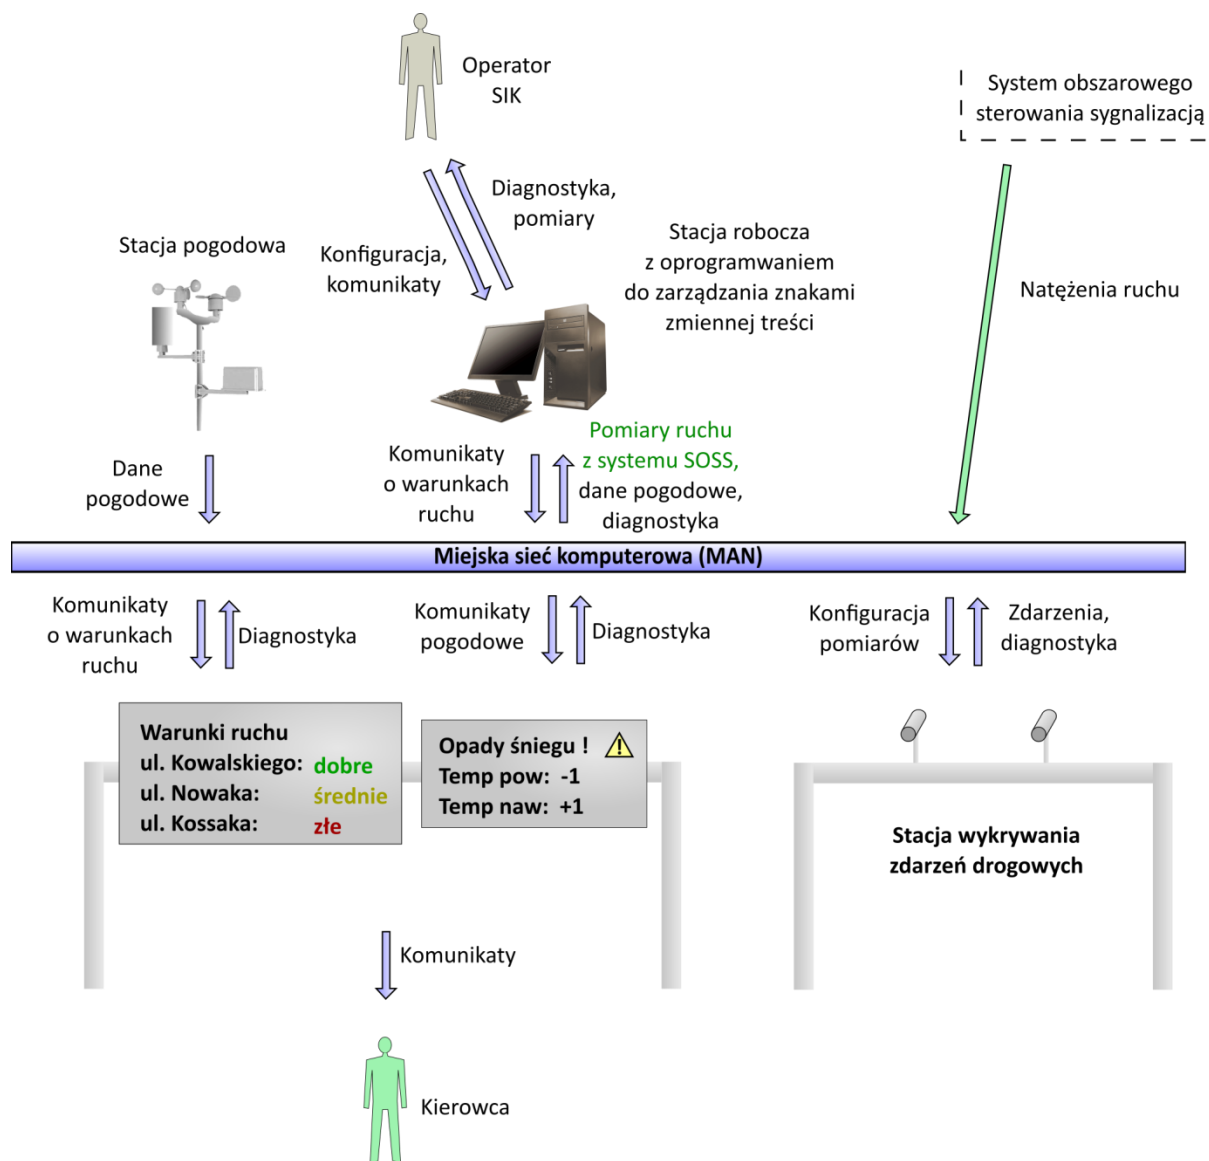 Operator
SIK
System obszarowego
sterowania sygnalizacją
Diagnostyka,
pomiary
Stacja pogodowa
Konfiguracja,
komunikaty
Stacja robocza
z oprogramwaniem
do zarządzania znakami
zmiennej treści
Natężenia ruchu
Dane
pogodowe
Komunikaty
o warunkach
ruchu
Pomiary ruchu
z systemu SOSS,
dane pogodowe,
diagnostyka
Miejska sieć komputerowa (MAN)
Komunikaty
o warunkach
ruchu
Diagnostyka
Komunikaty
pogodowe
Diagnostyka
Konfiguracja
pomiarów
Zdarzenia,
diagnostyka
Warunki ruchu
ul. Kowalskiego: dobre
ul. Nowaka: średnie
ul. Kossaka: złe
Opady śniegu !
Temp pow: -1
Temp naw: +1
Stacja wykrywania
zdarzeń drogowych
Komunikaty
Kierowca